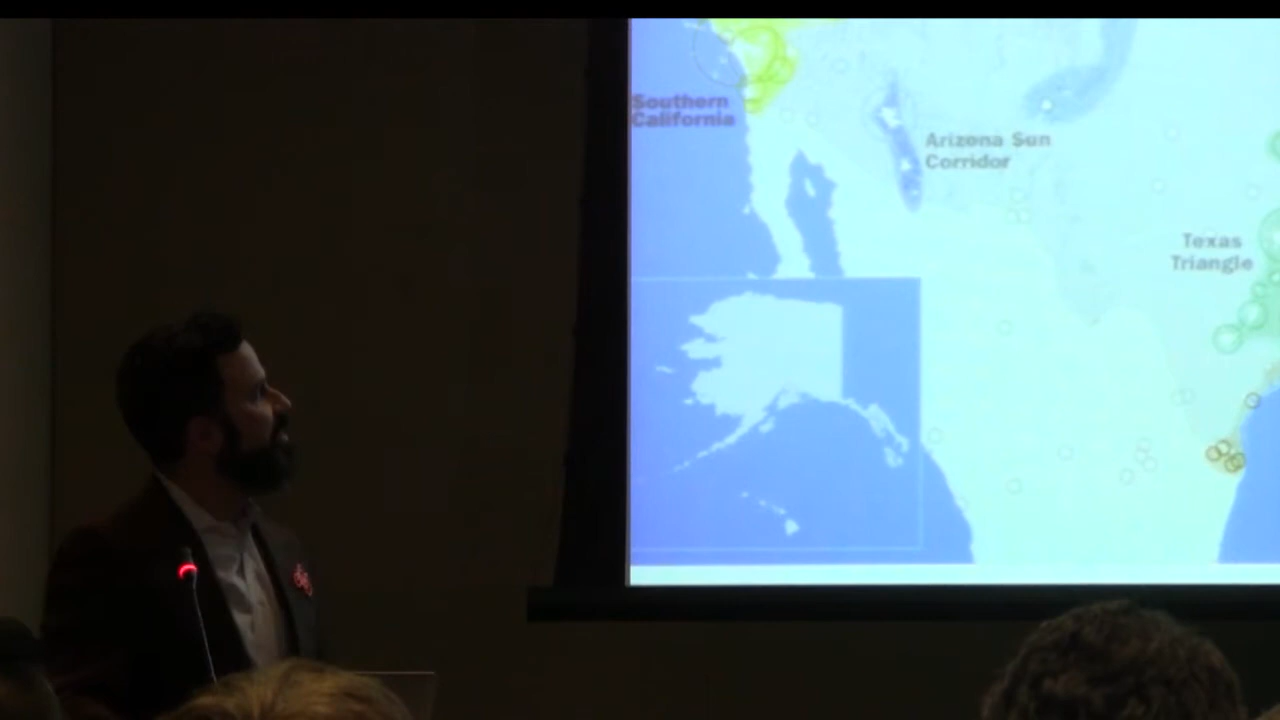 Southern
California
Arizona Sun
Corridor
Texas
Triangle